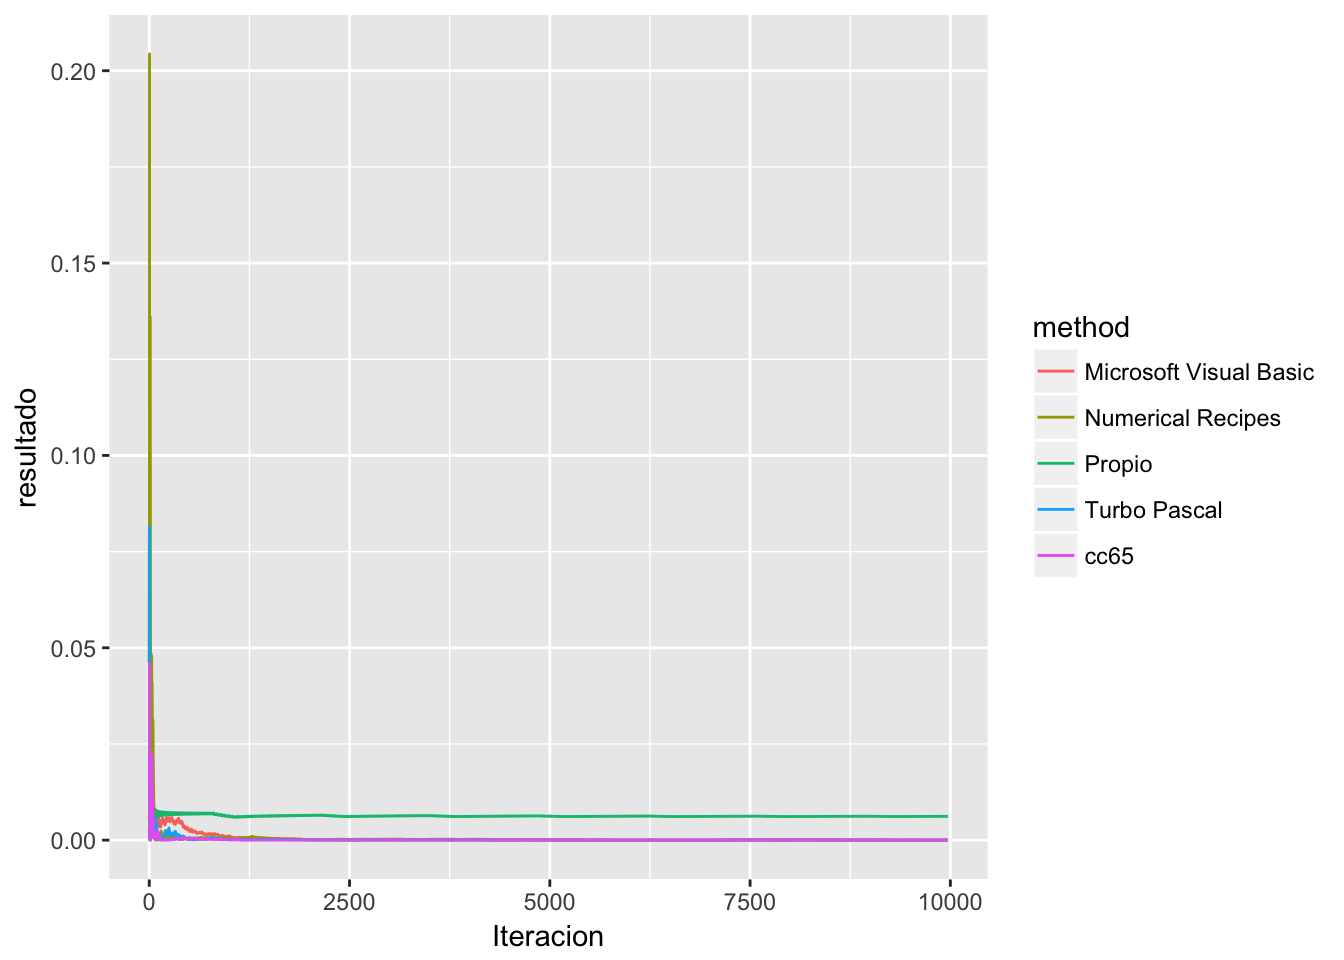 0.20
0.15
0.10
0.05
0.00
resultado
0 2500 5000 7500 10000
Iteracion
method
Microsoft Visual Basic
Numerical Recipes
Propio
Turbo Pascal
cc65